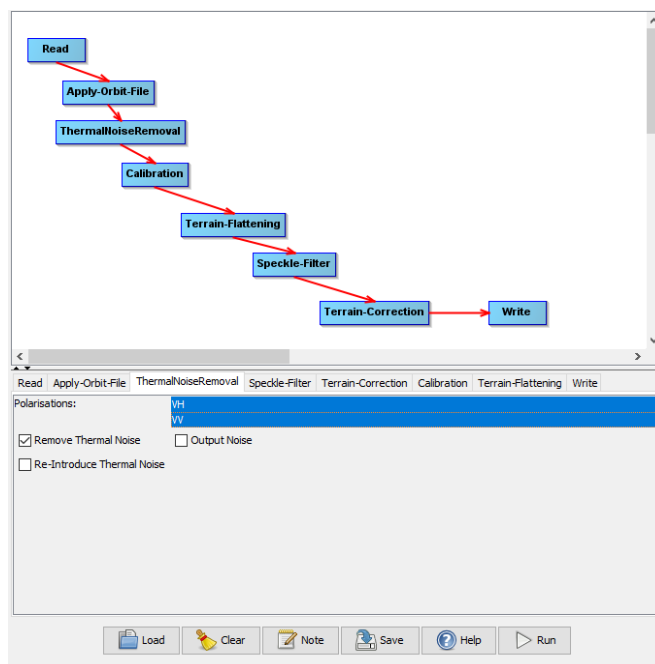 Read
Apply-Orbit-File
ThermalNoiseRemoval
Calibration
Terrain-Flattening
Speckle-Filter
Terrain-Correction
Write
Read Apply-Orbit-File ThermalNoiseRemoval Speckle-Filter Terrain-Correction Calibration Terrain-Flattening Write
Polarisations: VH
VV
Remove Thermal Noise Output Noise
Re-Introduce Thermal Noise
Load Clear Note Save Help Run